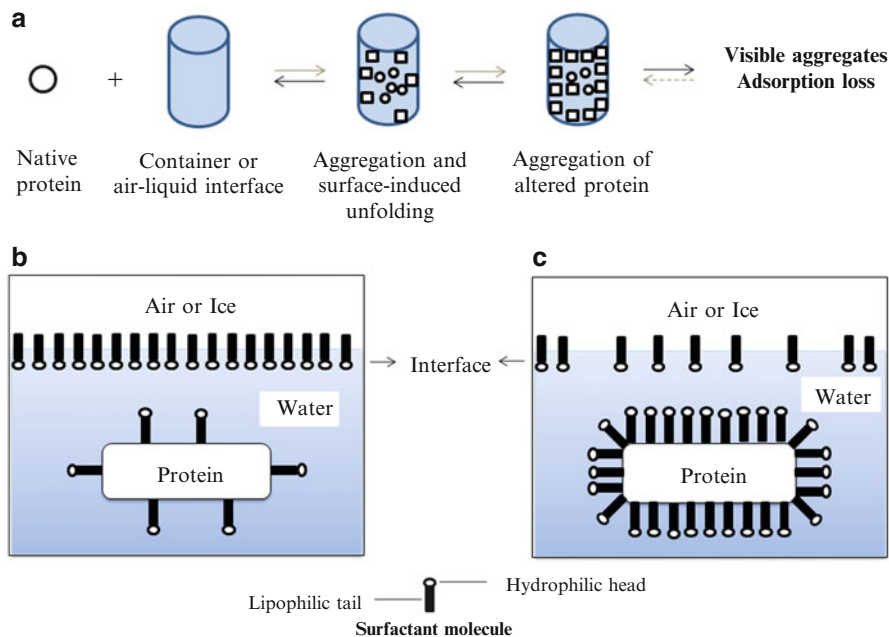 a
+
Visible aggregates
Adsorption loss
Native
protein
Container or
air-liquid interface
Aggregation and
surface-induced
unfolding
Aggregation of
altered protein
b
Air or Ice
Water
Protein
Interface
c
Air or Ice
Water
Protein
Lipophilic tail
Hydrophilic head
Surfactant molecule